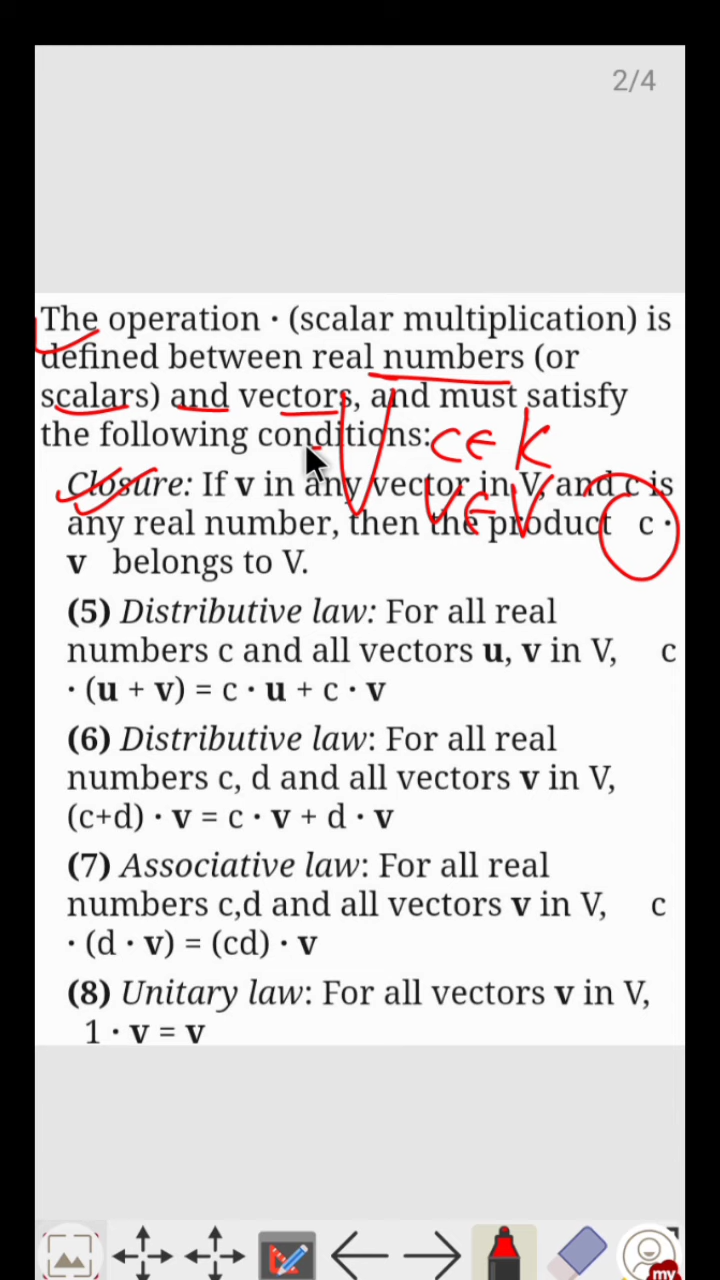 2/4
The operation · (scalar multiplication) is
defined between real numbers (or
scalars) and vectors, and must satisfy
the following conditions:
c∈ K
Closure: If v in any vector in V, and c is
v∈V
any real number, then the product c ·
v belongs to V.
(5) Distributive law: For all real
numbers c and all vectors u, v in V, c
· (u + v) = c · u + c · v
(6) Distributive law: For all real
numbers c, d and all vectors v in V,
(c+d) · v = c · v + d · v
(7) Associative law: For all real
numbers c,d and all vectors v in V, c
· (d · v) = (cd) · v
(8) Unitary law: For all vectors v in V,
1 · v = v
my